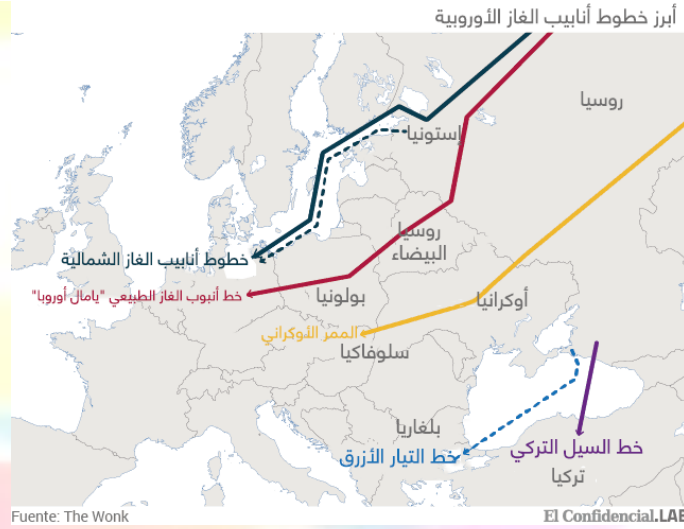 أبرز خطوط أنابيب الغاز الأوروبية
روسيا
إستونيا
روسيا
البيضاء
خطوط أنابيب الغاز الشمالية
خط أنبوب الغاز الطبيعي "يامال أوروبا"
بولونيا
أوكرانيا
الممر الأوكراني
سلوفاكيا
بلغاريا
خط السيل التركي
خط التيار الأزرق
تركيا
Fuente: The Wonk
El Confidencial.LAB